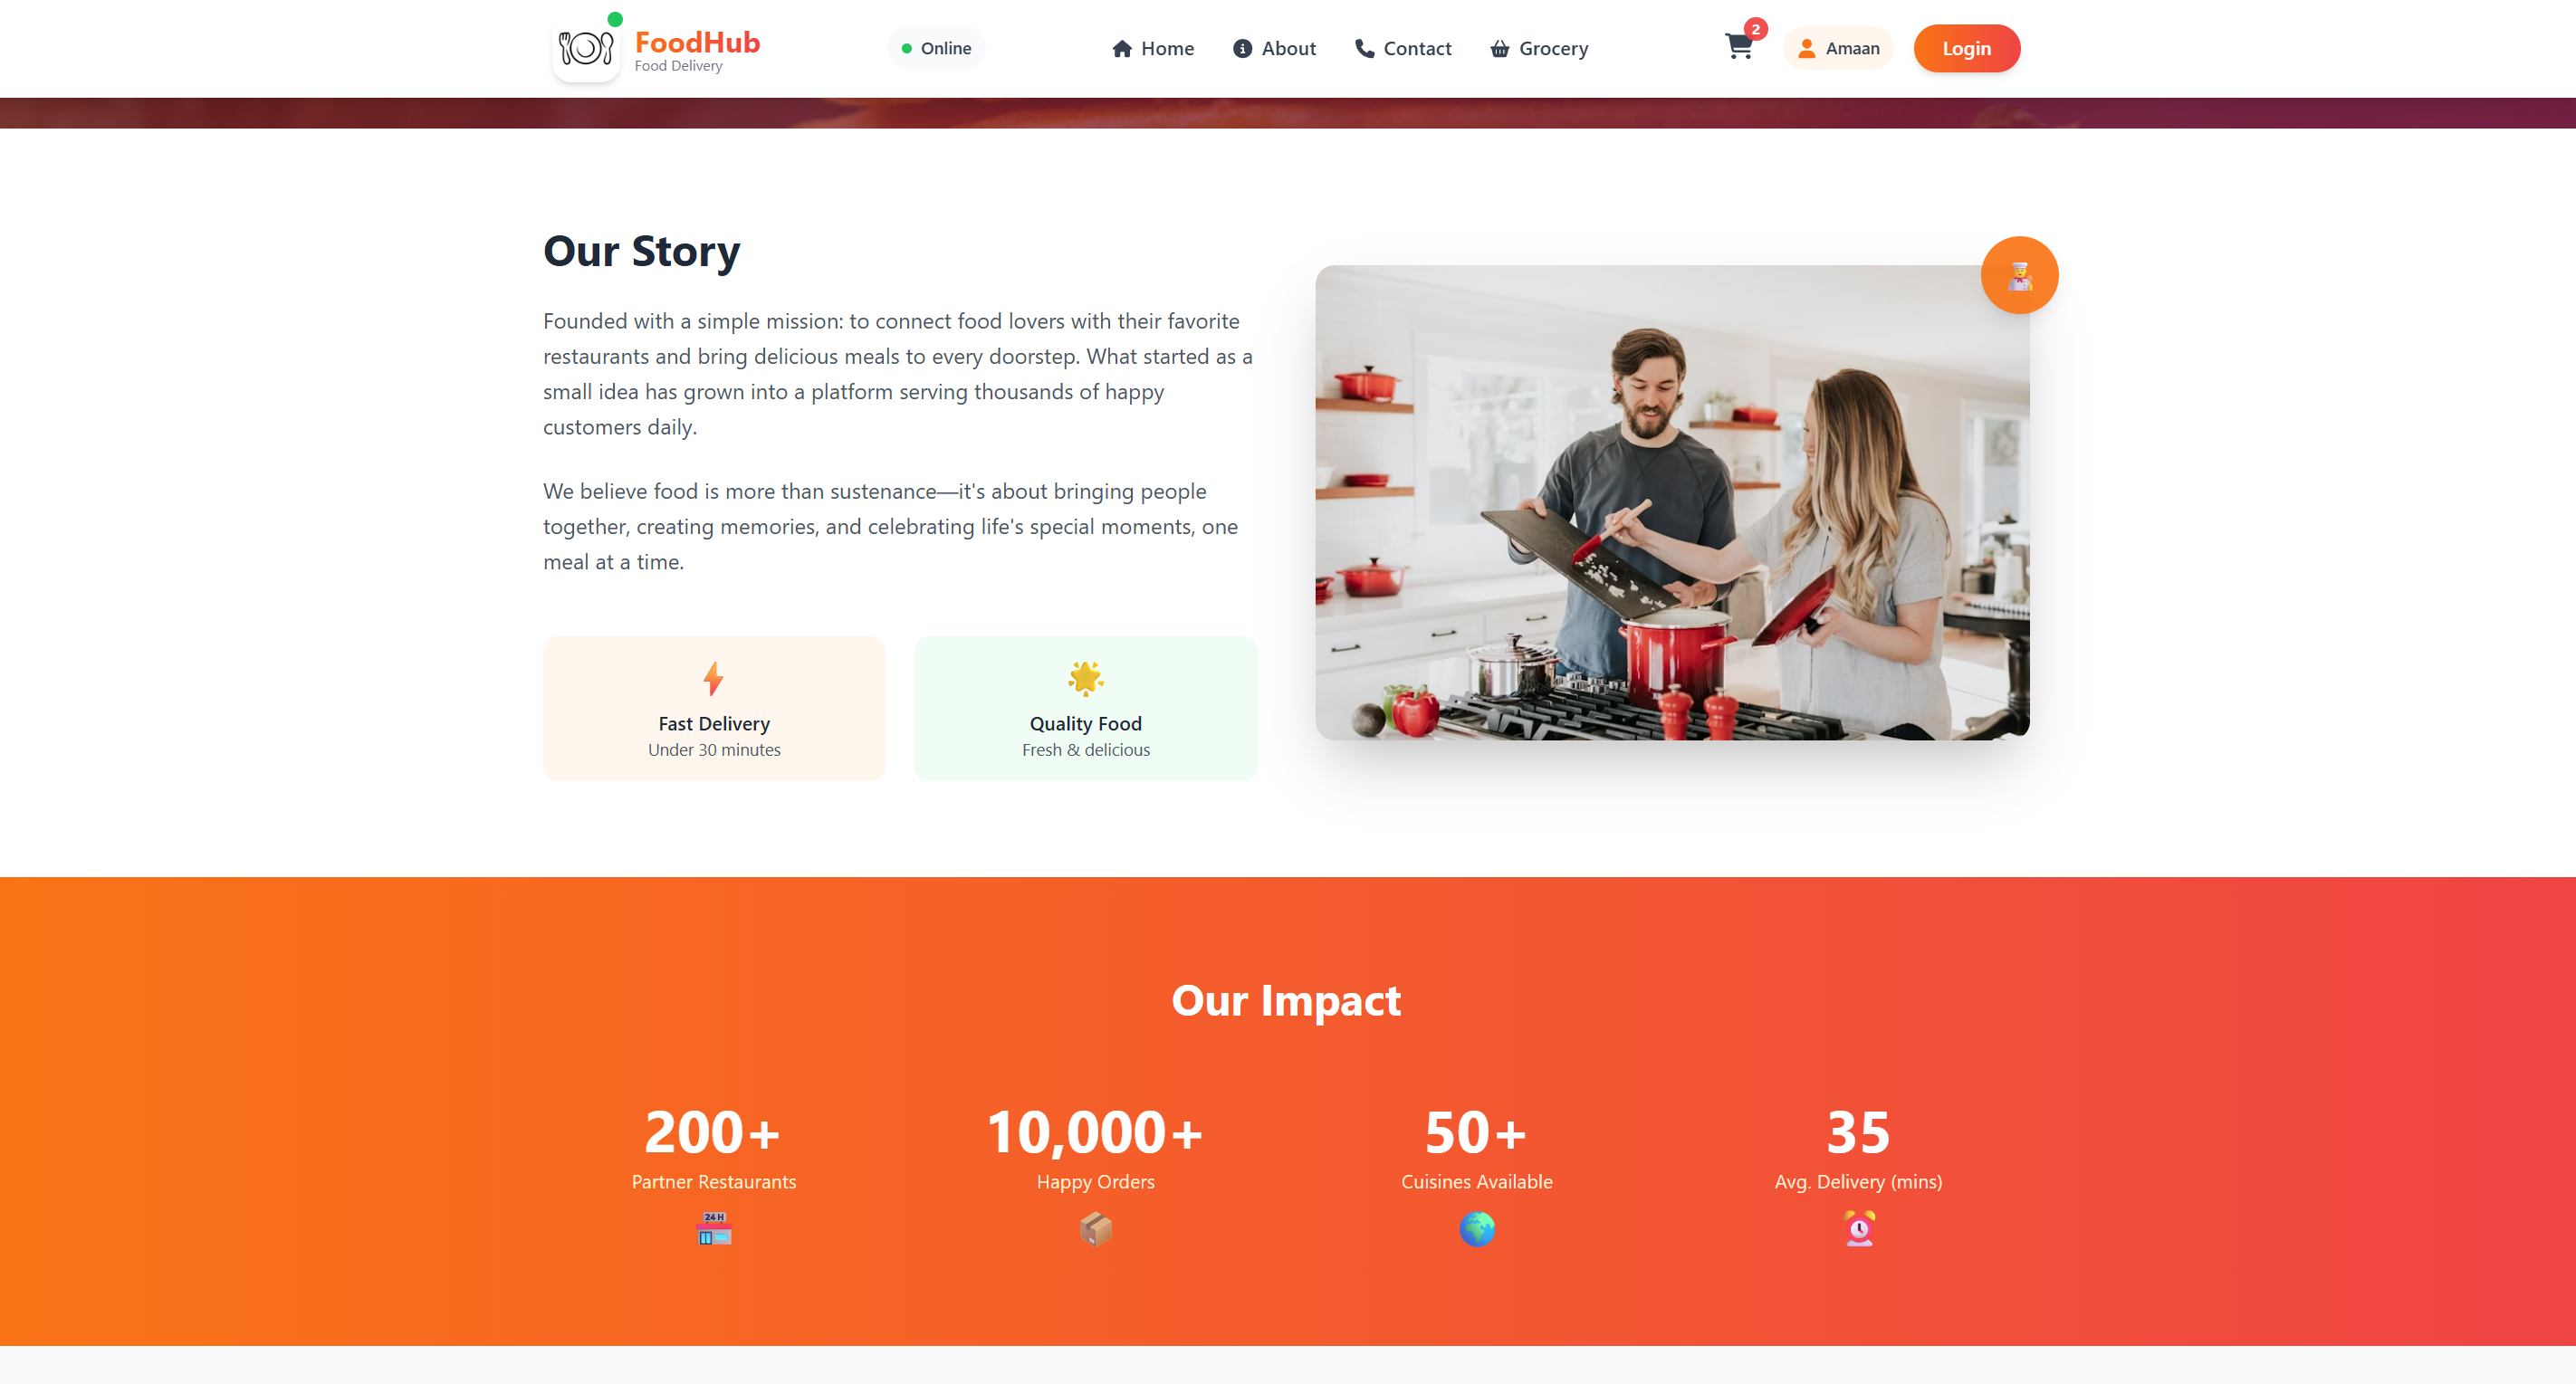 FoodHub
Food Delivery
Online
Home
About
Contact
Grocery
2
Amaan
Login
Our Story
Founded with a simple mission: to connect food lovers with their favorite
restaurants and bring delicious meals to every doorstep. What started as a
small idea has grown into a platform serving thousands of happy
customers daily.
We believe food is more than sustenance—it's about bringing people
together, creating memories, and celebrating life's special moments, one
meal at a time.
Fast Delivery
Under 30 minutes
Quality Food
Fresh & delicious
Our Impact
200+
Partner Restaurants
24 H
10,000+
Happy Orders
50+
Cuisines Available
35
Avg. Delivery (mins)